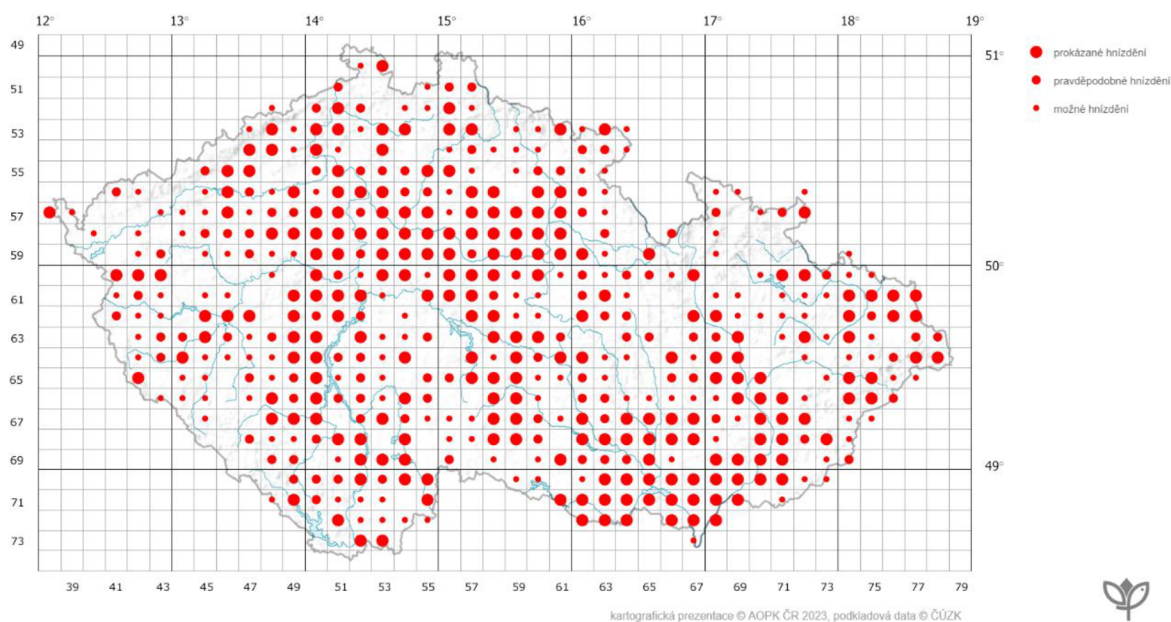 12° 13° 14° 15° 16° 17° 18° 19°
49
51°
prokázané hnízdění
51
pravděpodobné hnízdění
možné hnízdění
53
55
57
59
50°
61
63
65
67
69
49°
71
73
39 41 43 45 47 49 51 53 55 57 59 61 63 65 67 69 71 73 75 77 79
kartografická prezentace © AOPK ČR 2023, podkladová data © ČÚZK